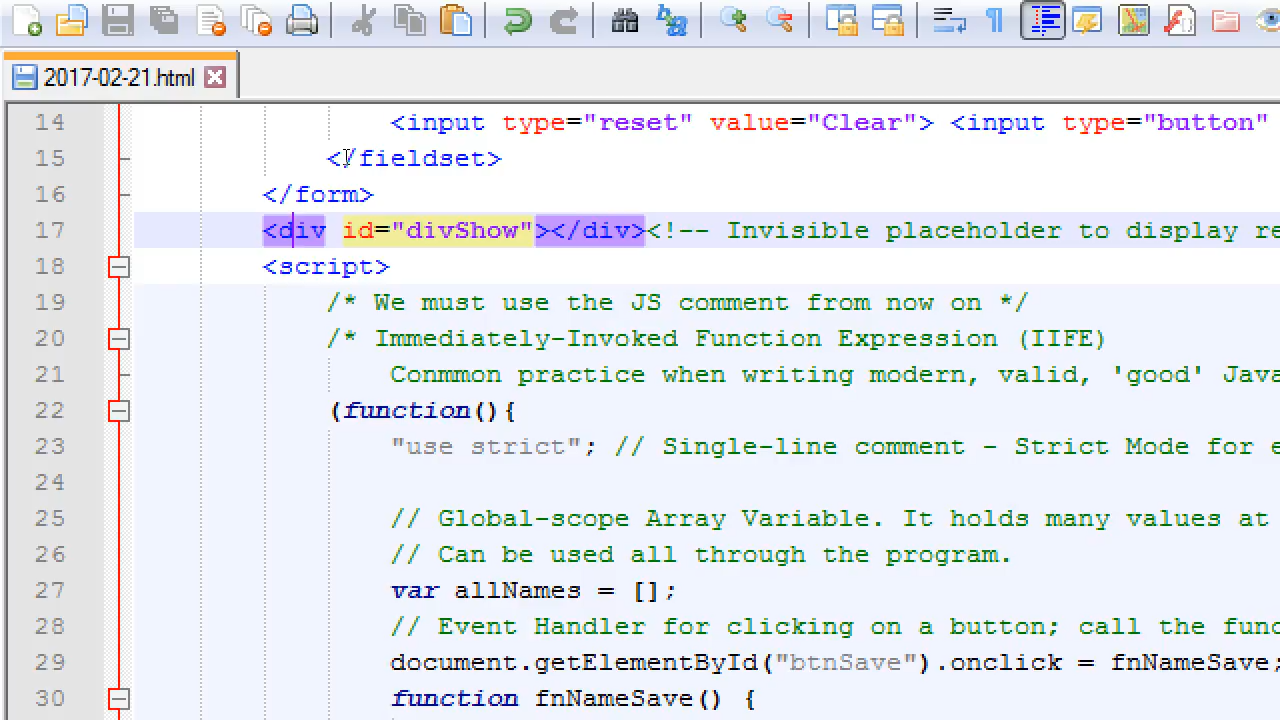 2017-02-21.html
14 <input type="reset" value="Clear"> <input type="button"
15 </fieldset>
16 </form>
17 <div id="divShow"></div><!-- Invisible placeholder to display re
18 <script>
19 /* We must use the JS comment from now on */
20 /* Immediately-Invoked Function Expression (IIFE)
21 Conmmon practice when writing modern, valid, 'good' Java
22 (function(){
23 "use strict"; // Single-line comment - Strict Mode for e
24
25 // Global-scope Array Variable. It holds many values at
26 // Can be used all through the program.
27 var allNames = [];
28 // Event Handler for clicking on a button; call the func
29 document.getElementById("btnSave").onclick = fnNameSave;
30 function fnNameSave() {